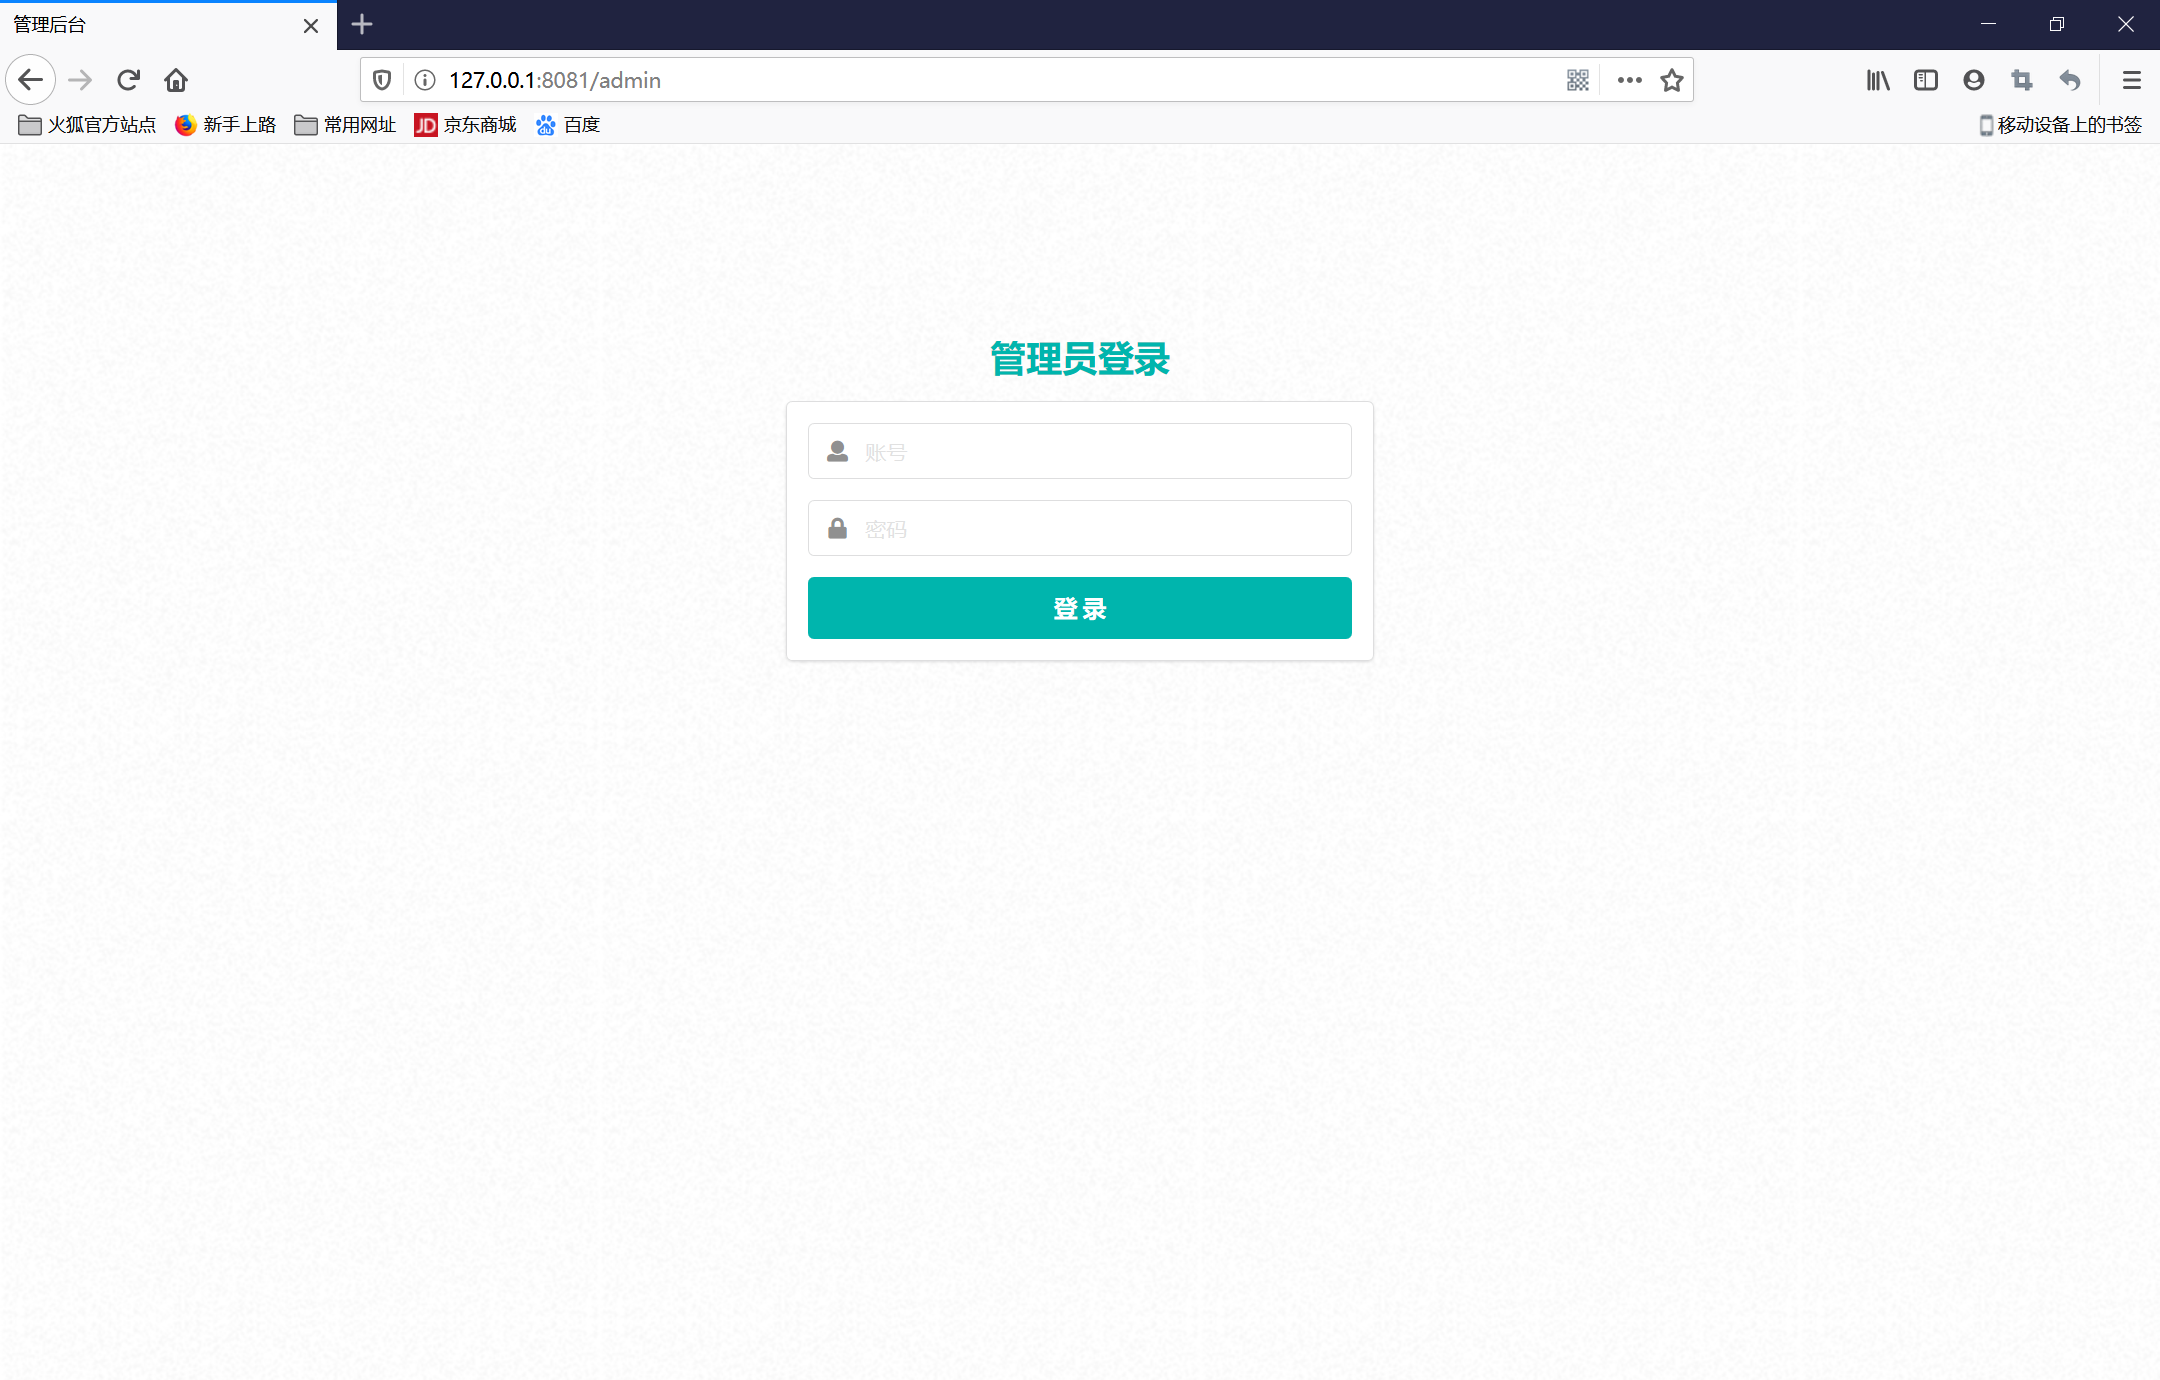 管理后台
127.0.0.1:8081/admin
火狐官方站点 新手上路 常用网址 JD 京东商城 du 百度 移动设备上的书签
管理员登录
账号
密码
登录